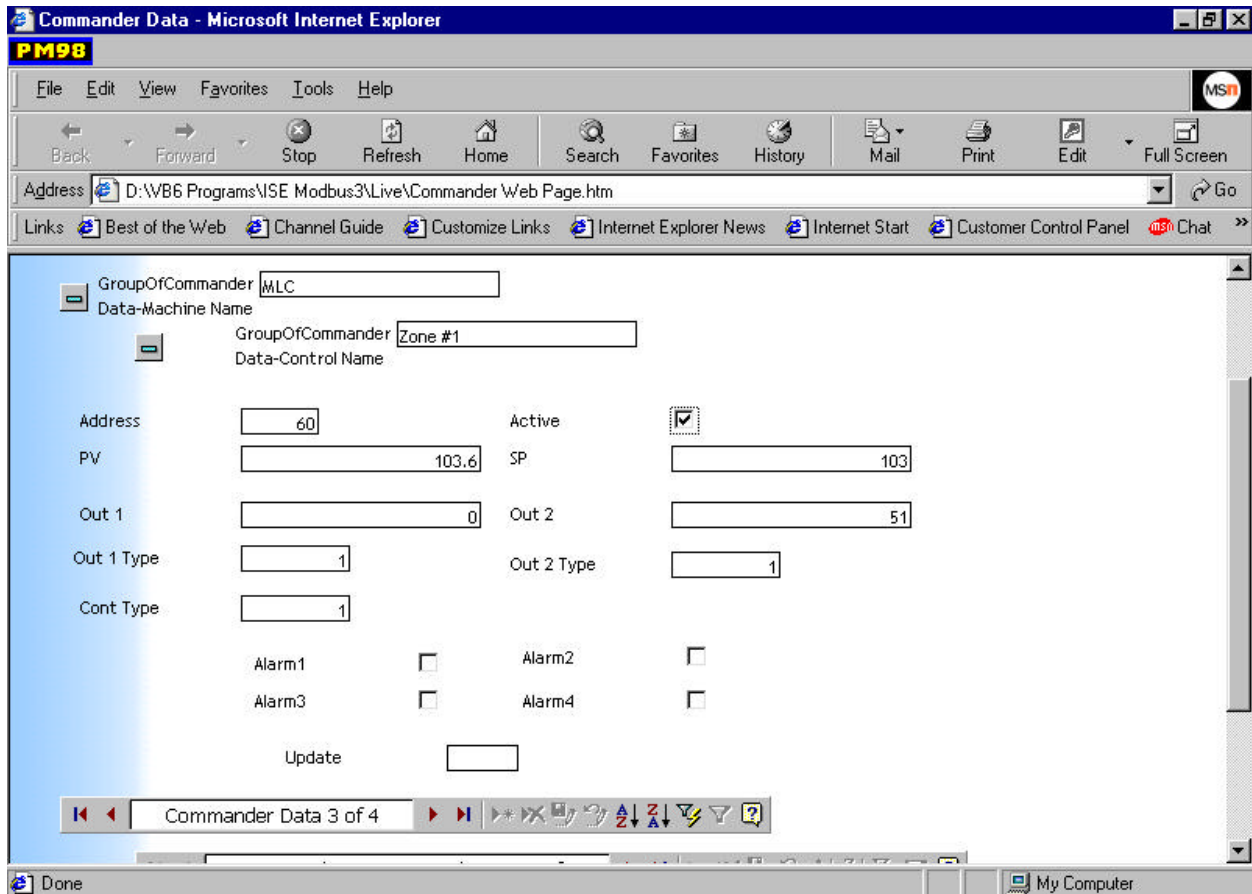 Commander Data - Microsoft Internet Explorer
PM98
File Edit View Favorites Tools Help
msn
Back Forward Stop Refresh Home Search Favorites History Mail Print Edit Full Screen
Address D:\VB6 Programs\ISE Modbus3\Live\Commander Web Page.htm Go
Links Best of the Web Channel Guide Customize Links Internet Explorer News Internet Start Customer Control Panel msn Chat »
GroupOfCommander MLC
Data-Machine Name
GroupOfCommander Zone #1
Data-Control Name
Address 60 Active
PV 103.6 SP 103
Out 1 0 Out 2 51
Out 1 Type 1 Out 2 Type 1
Cont Type 1
Alarm1 Alarm2
Alarm3 Alarm4
Update
Commander Data 3 of 4
Done My Computer